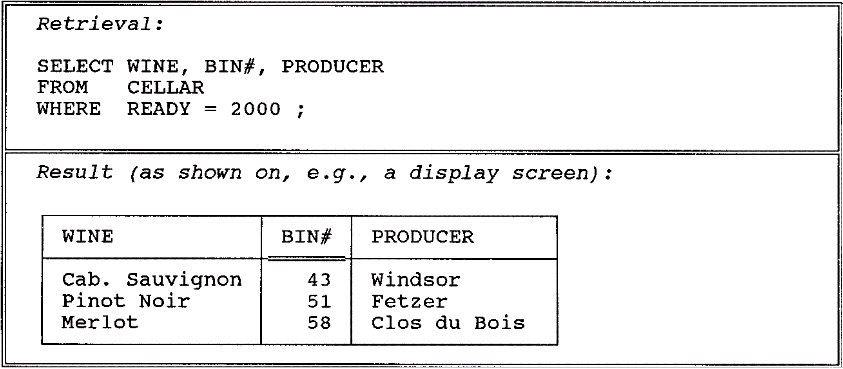 Retrieval:
SELECT WINE, BIN#, PRODUCER
FROM CELLAR
WHERE READY = 2000 ;
Result (as shown on, e.g., a display screen):
WINE BIN# PRODUCER
Cab. Sauvignon 43 Windsor
Pinot Noir 51 Fetzer
Merlot 58 Clos du Bois